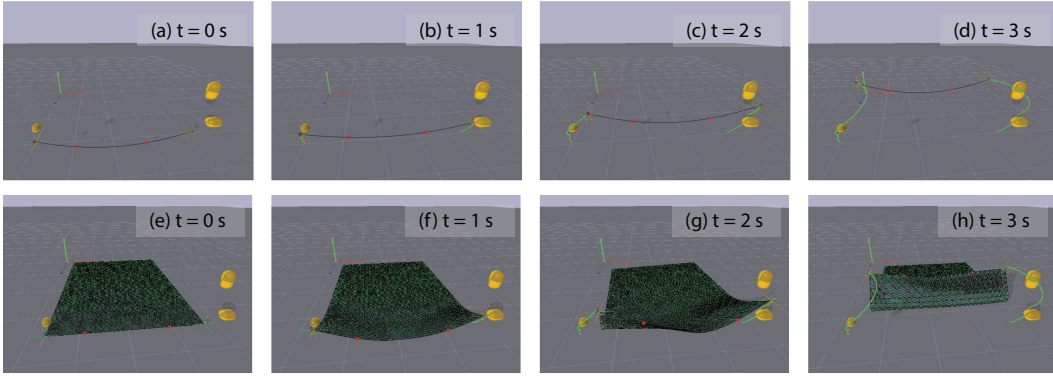 (a) t = 0 s
(b) t = 1 s
(c) t = 2 s
(d) t = 3 s
(e) t = 0 s
(f) t = 1 s
(g) t = 2 s
(h) t = 3 s